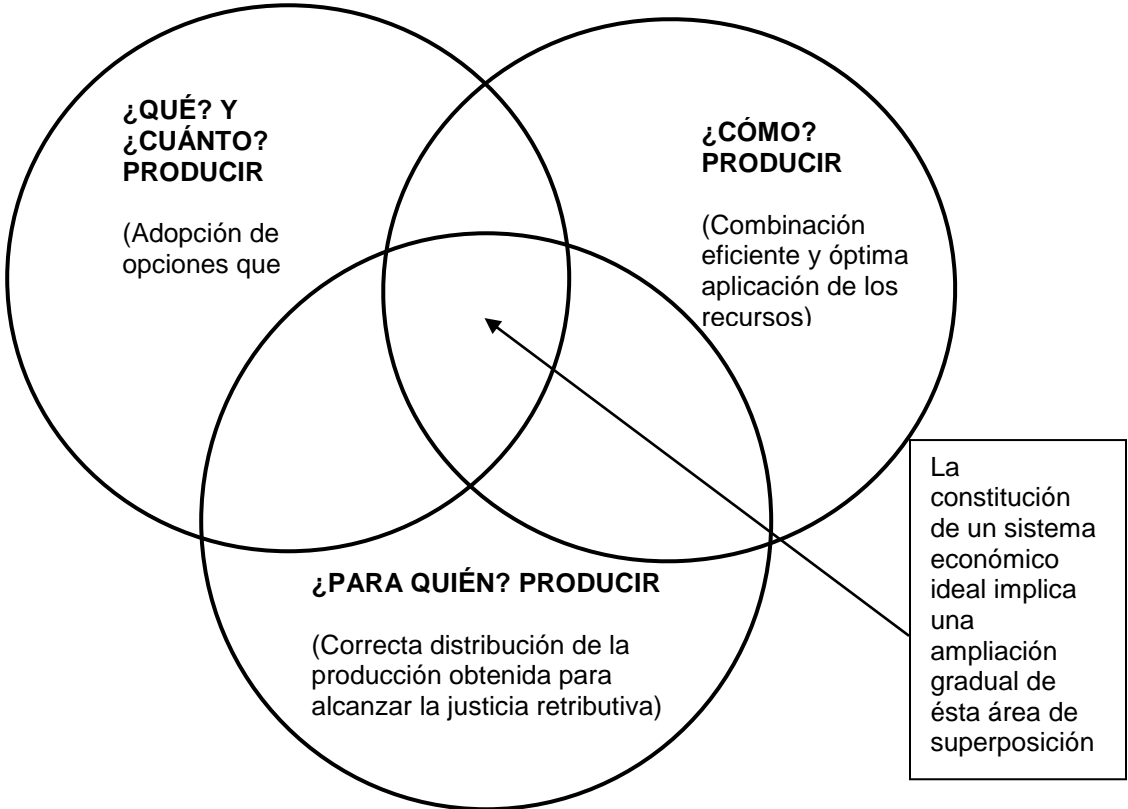 ¿QUÉ? Y
¿CUÁNTO?
PRODUCIR
(Adopción de
opciones que
¿CÓMO?
PRODUCIR
(Combinación
eficiente y óptima
aplicación de los
recursos)
¿PARA QUIÉN? PRODUCIR
(Correcta distribución de la
producción obtenida para
alcanzar la justicia retributiva)
La
constitución
de un sistema
económico
ideal implica
una
ampliación
gradual de
ésta área de
superposición